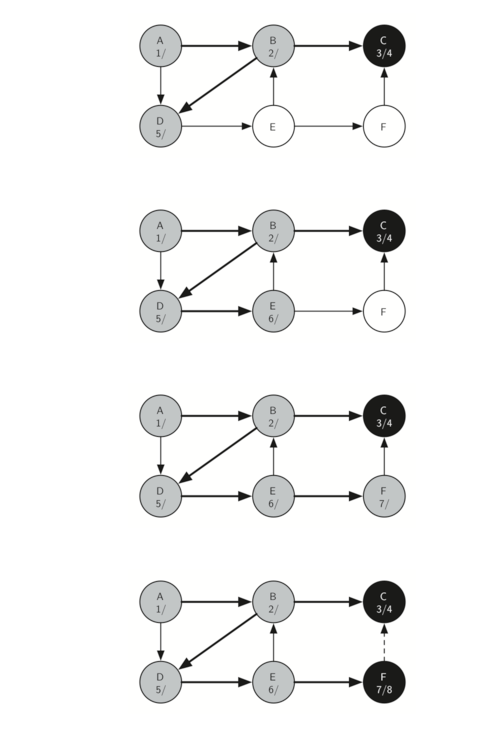 A B C
1/ 2/ 3/4
D E F
5/
A B C
1/ 2/ 3/4
D E F
5/ 6/
A B C
1/ 2/ 3/4
D E F
5/ 6/ 7/
A B C
1/ 2/ 3/4
D E F
5/ 6/ 7/8